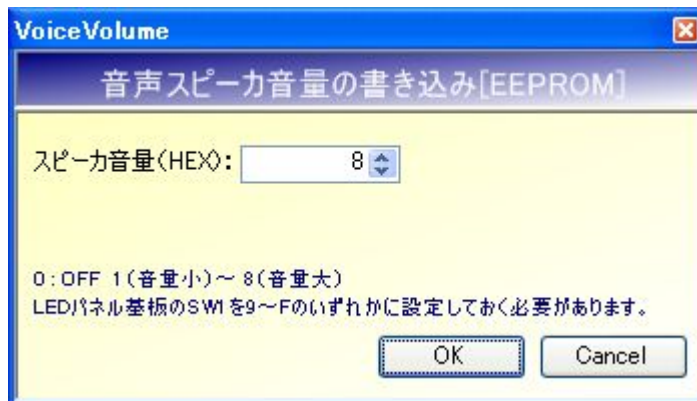 VoiceVolume
音声スピーカ音量の書き込み[EEPROM]
スピーカ音量(HEX): 8
0:OFF 1(音量小)～ 8(音量大)
LEDパネル基板のSW1を9～Fのいずれかに設定しておく必要があります。
OK Cancel